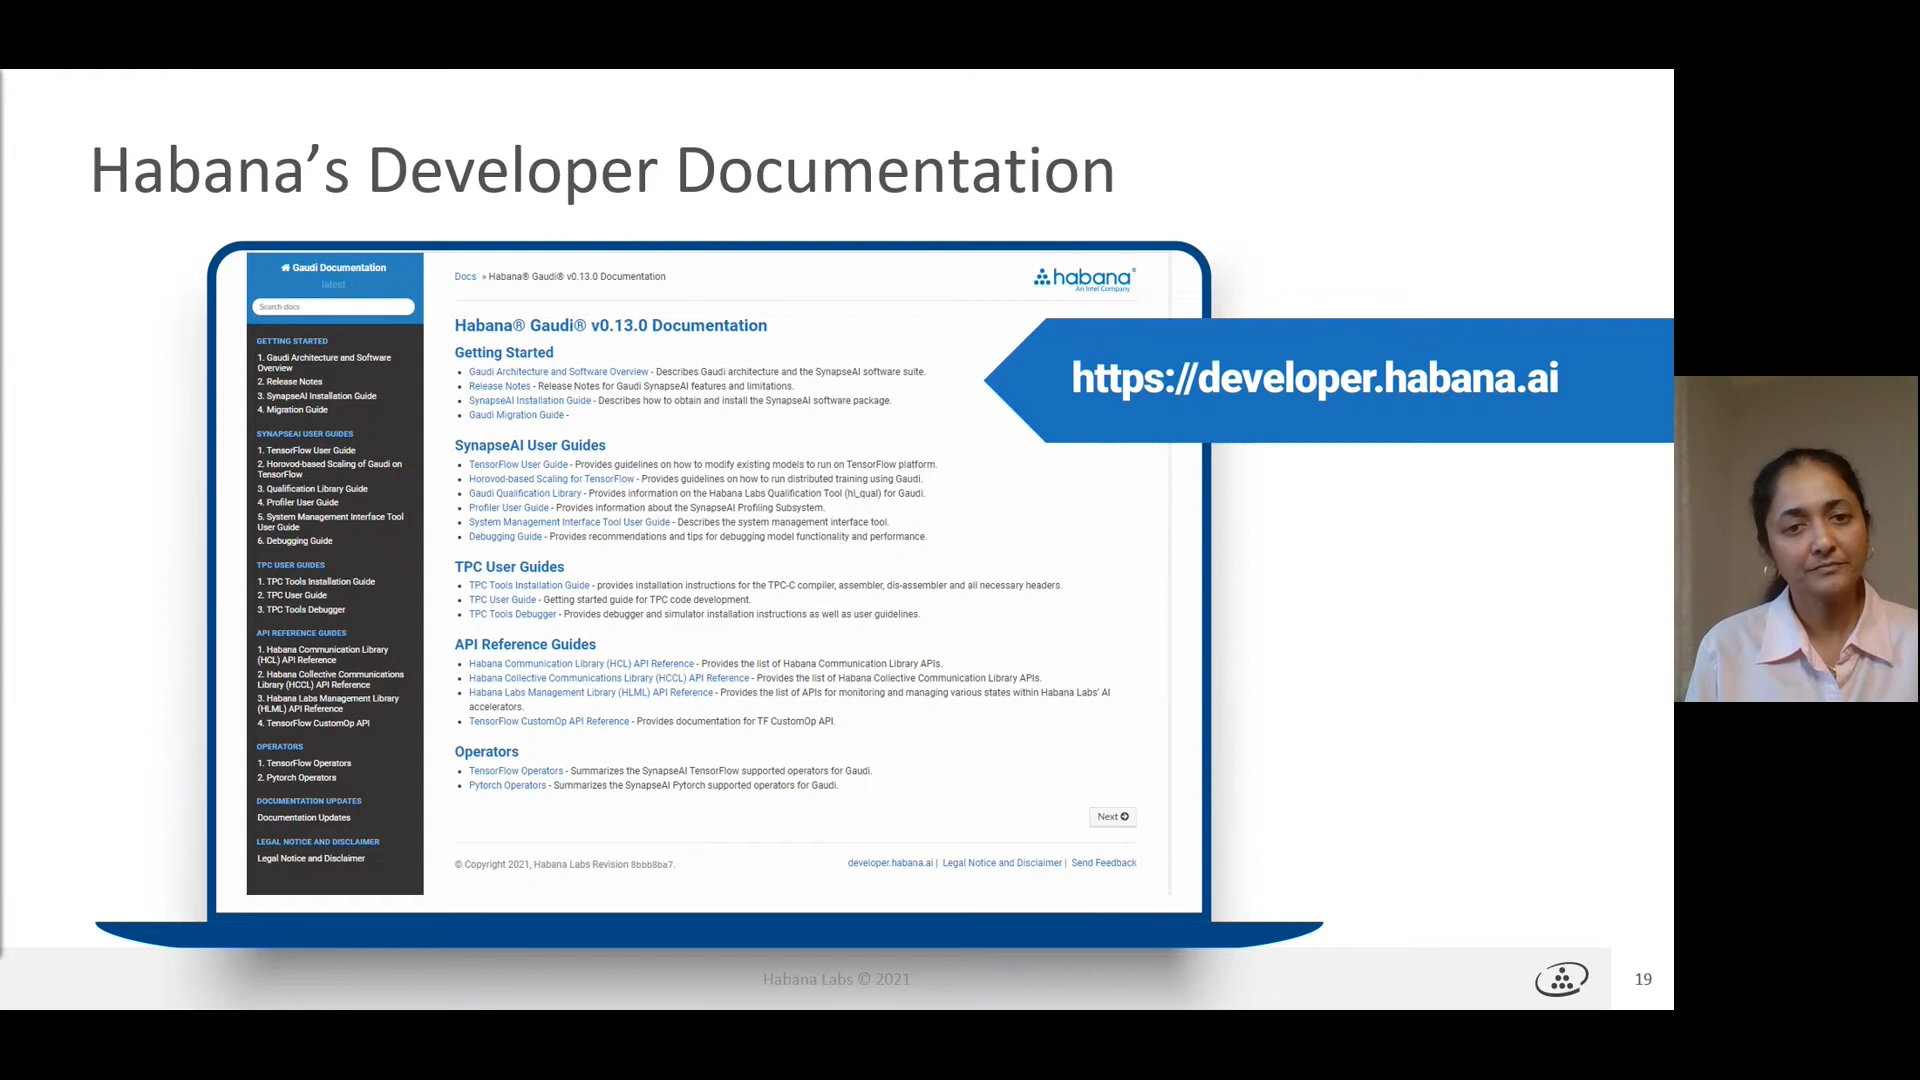 Habana’s Developer Documentation
Gaudi Documentation
latest
Search docs
GETTING STARTED
1. Gaudi Architecture and Software
Overview
2. Release Notes
3. SynapseAI Installation Guide
4. Migration Guide
SYNAPSEAI USER GUIDES
1. TensorFlow User Guide
2. Horovod-based Scaling of Gaudi on
TensorFlow
3. Qualification Library Guide
4. Profiler User Guide
5. System Management Interface Tool
User Guide
6. Debugging Guide
TPC USER GUIDES
1. TPC Tools Installation Guide
2. TPC User Guide
3. TPC Tools Debugger
API REFERENCE GUIDES
1. Habana Communication Library
(HCL) API Reference
2. Habana Collective Communications
Library (HCCL) API Reference
3. Habana Labs Management Library
(HLML) API Reference
4. TensorFlow CustomOp API
OPERATORS
1. TensorFlow Operators
2. Pytorch Operators
DOCUMENTATION UPDATES
Documentation Updates
LEGAL NOTICE AND DISCLAIMER
Legal Notice and Disclaimer
Docs » Habana® Gaudi® v0.13.0 Documentation
habana®
An Intel Company
Habana® Gaudi® v0.13.0 Documentation
Getting Started
• Gaudi Architecture and Software Overview - Describes Gaudi architecture and the SynapseAI software suite.
• Release Notes - Release Notes for Gaudi SynapseAI features and limitations.
• SynapseAI Installation Guide - Describes how to obtain and install the SynapseAI software package.
• Gaudi Migration Guide -
SynapseAI User Guides
• TensorFlow User Guide - Provides guidelines on how to modify existing models to run on TensorFlow platform.
• Horovod-based Scaling for TensorFlow - Provides guidelines on how to run distributed training using Gaudi.
• Gaudi Qualification Library - Provides information on the Habana Labs Qualification Tool (hl_qual) for Gaudi.
• Profiler User Guide - Provides information about the SynapseAI Profiling Subsystem.
• System Management Interface Tool User Guide - Describes the system management interface tool.
• Debugging Guide - Provides recommendations and tips for debugging model functionality and performance.
TPC User Guides
• TPC Tools Installation Guide - provides installation instructions for the TPC-C compiler, assembler, dis-assembler and all necessary headers.
• TPC User Guide - Getting started guide for TPC code development.
• TPC Tools Debugger - Provides debugger and simulator installation instructions as well as user guidelines.
API Reference Guides
• Habana Communication Library (HCL) API Reference - Provides the list of Habana Communication Library APIs.
• Habana Collective Communications Library (HCCL) API Reference - Provides the list of Habana Collective Communication Library APIs.
• Habana Labs Management Library (HLML) API Reference - Provides the list of APIs for monitoring and managing various states within Habana Labs' AI
accelerators.
• TensorFlow CustomOp API Reference - Provides documentation for TF CustomOp API.
Operators
• TensorFlow Operators - Summarizes the SynapseAI TensorFlow supported operators for Gaudi.
• Pytorch Operators - Summarizes the SynapseAI Pytorch supported operators for Gaudi.
Next
© Copyright 2021, Habana Labs Revision 8bbb8ba7.
developer.habana.ai | Legal Notice and Disclaimer | Send Feedback
https://developer.habana.ai
Habana Labs © 2021
19